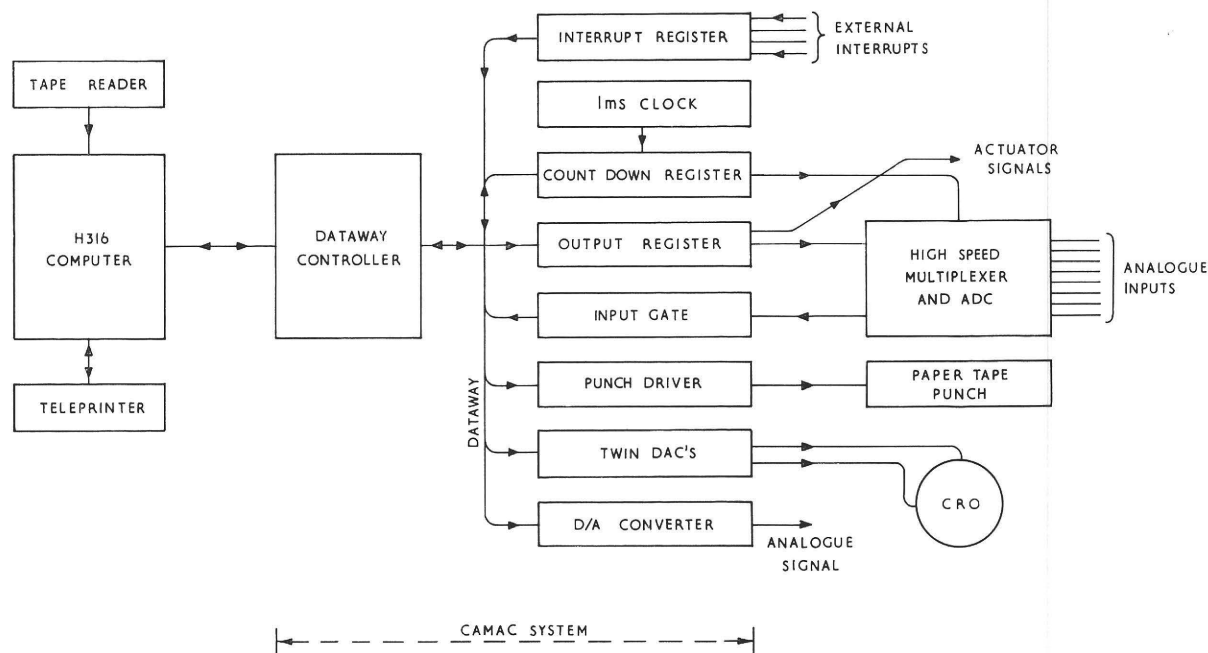 TAPE READER
H316
COMPUTER
TELEPRINTER
DATAWAY
CONTROLLER
DATAWAY
INTERRUPT REGISTER
EXTERNAL
INTERRUPTS
1ms CLOCK
COUNT DOWN REGISTER
ACTUATOR
SIGNALS
OUTPUT REGISTER
HIGH SPEED
MULTIPLEXER
AND ADC
ANALOGUE
INPUTS
INPUT GATE
PUNCH DRIVER
PAPER TAPE
PUNCH
TWIN DAC'S
CRO
D/A CONVERTER
ANALOGUE
SIGNAL
CAMAC SYSTEM